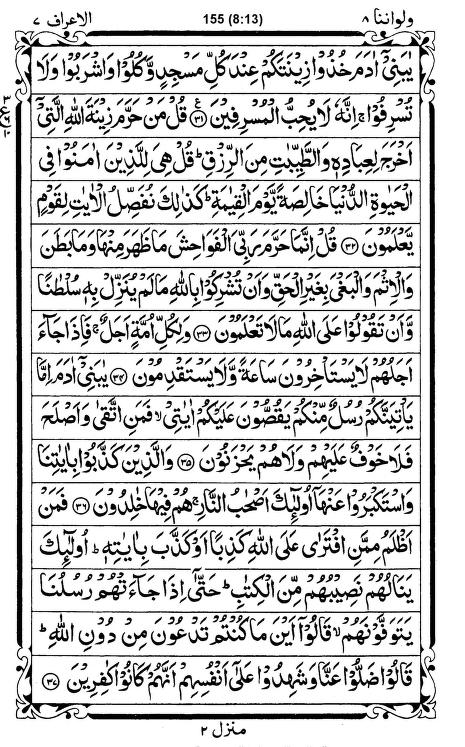 ولواننا ٨ 155 (8:13) الاعراف ٧
يٰبَنِيْٓ اٰدَمَ خُذُوْا زِيْنَتَكُمْ عِنْدَ كُلِّ مَسْجِدٍ وَّكُلُوْا وَاشْرَبُوْا وَلَا
تُسْرِفُوْا ۚ اِنَّهٗ لَا يُحِبُّ الْمُسْرِفِيْنَ ۧ ﴿٣١﴾ قُلْ مَنْ حَرَّمَ زِيْنَةَ اللّٰهِ الَّتِيْٓ
اَخْرَجَ لِعِبَادِهٖ وَالطَّيِّبٰتِ مِنَ الرِّزْقِ ؕ قُلْ هِيَ لِلَّذِيْنَ اٰمَنُوْا فِي
الْحَيٰوةِ الدُّنْيَا خَالِصَةً يَّوْمَ الْقِيٰمَةِ ؕ كَذٰلِكَ نُفَصِّلُ الْاٰيٰتِ لِقَوْمٍ
يَّعْلَمُوْنَ ﴿٣٢﴾ قُلْ اِنَّمَا حَرَّمَ رَبِّيَ الْفَوَاحِشَ مَا ظَهَرَ مِنْهَا وَمَا بَطَنَ
وَالْاِثْمَ وَالْبَغْيَ بِغَيْرِ الْحَقِّ وَاَنْ تُشْرِكُوْا بِاللّٰهِ مَا لَمْ يُنَزِّلْ بِهٖ سُلْطٰنًا
وَّاَنْ تَقُوْلُوْا عَلَى اللّٰهِ مَا لَا تَعْلَمُوْنَ ﴿٣٣﴾ وَلِكُلِّ اُمَّةٍ اَجَلٌ ۚ فَاِذَا جَآءَ
اَجَلُهُمْ لَا يَسْتَاْخِرُوْنَ سَاعَةً وَّلَا يَسْتَقْدِمُوْنَ ﴿٣٤﴾ يٰبَنِيْٓ اٰدَمَ اِمَّا
يَاْتِيَنَّكُمْ رُسُلٌ مِّنْكُمْ يَقُصُّوْنَ عَلَيْكُمْ اٰيٰتِيْ ۙ فَمَنِ اتَّقٰى وَاَصْلَحَ
فَلَا خَوْفٌ عَلَيْهِمْ وَلَا هُمْ يَحْزَنُوْنَ ﴿٣٥﴾ وَالَّذِيْنَ كَذَّبُوْا بِاٰيٰتِنَا
وَاسْتَكْبَرُوْا عَنْهَآ اُولٰٓئِكَ اَصْحٰبُ النَّارِ ۚ هُمْ فِيْهَا خٰلِدُوْنَ ﴿٣٦﴾ فَمَنْ
اَظْلَمُ مِمَّنِ افْتَرٰى عَلَى اللّٰهِ كَذِبًا اَوْ كَذَّبَ بِاٰيٰتِهٖ ؕ اُولٰٓئِكَ
يَنَالُهُمْ نَصِيْبُهُمْ مِّنَ الْكِتٰبِ ؕ حَتّٰٓى اِذَا جَآءَتْهُمْ رُسُلُنَا
يَتَوَفَّوْنَهُمْ ۙ قَالُوْٓا اَيْنَ مَا كُنْتُمْ تَدْعُوْنَ مِنْ دُوْنِ اللّٰهِ ؕ
قَالُوْا ضَلُّوْا عَنَّا وَشَهِدُوْا عَلٰٓى اَنْفُسِهِمْ اَنَّهُمْ كَانُوْا كٰفِرِيْنَ ﴿٣٧﴾
منزل ٢